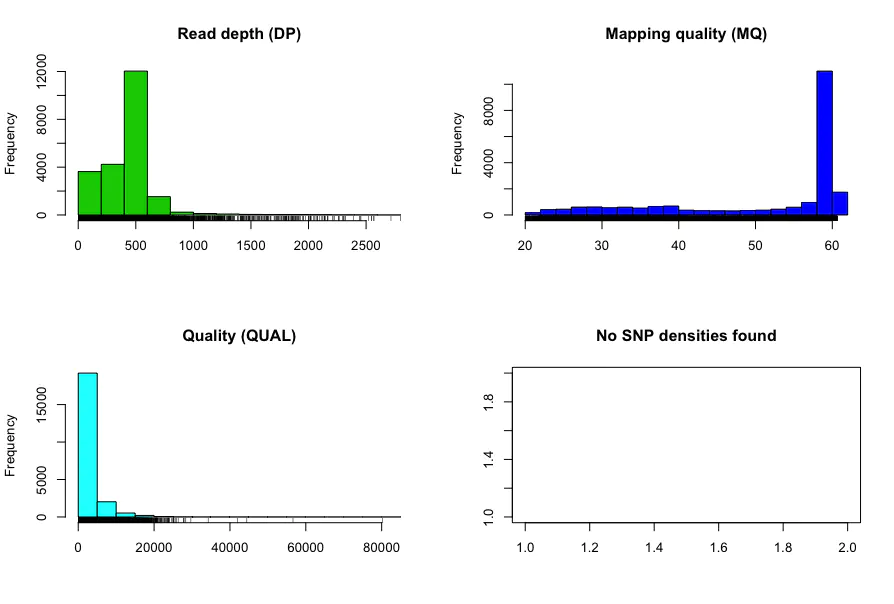 Read depth (DP)
Frequency
0 4000 8000 12000
0 500 1000 1500 2000 2500
Mapping quality (MQ)
Frequency
0 4000 8000
20 30 40 50 60
Quality (QUAL)
Frequency
0 5000 15000
0 20000 40000 60000 80000
No SNP densities found
1.0 1.4 1.8
1.0 1.2 1.4 1.6 1.8 2.0